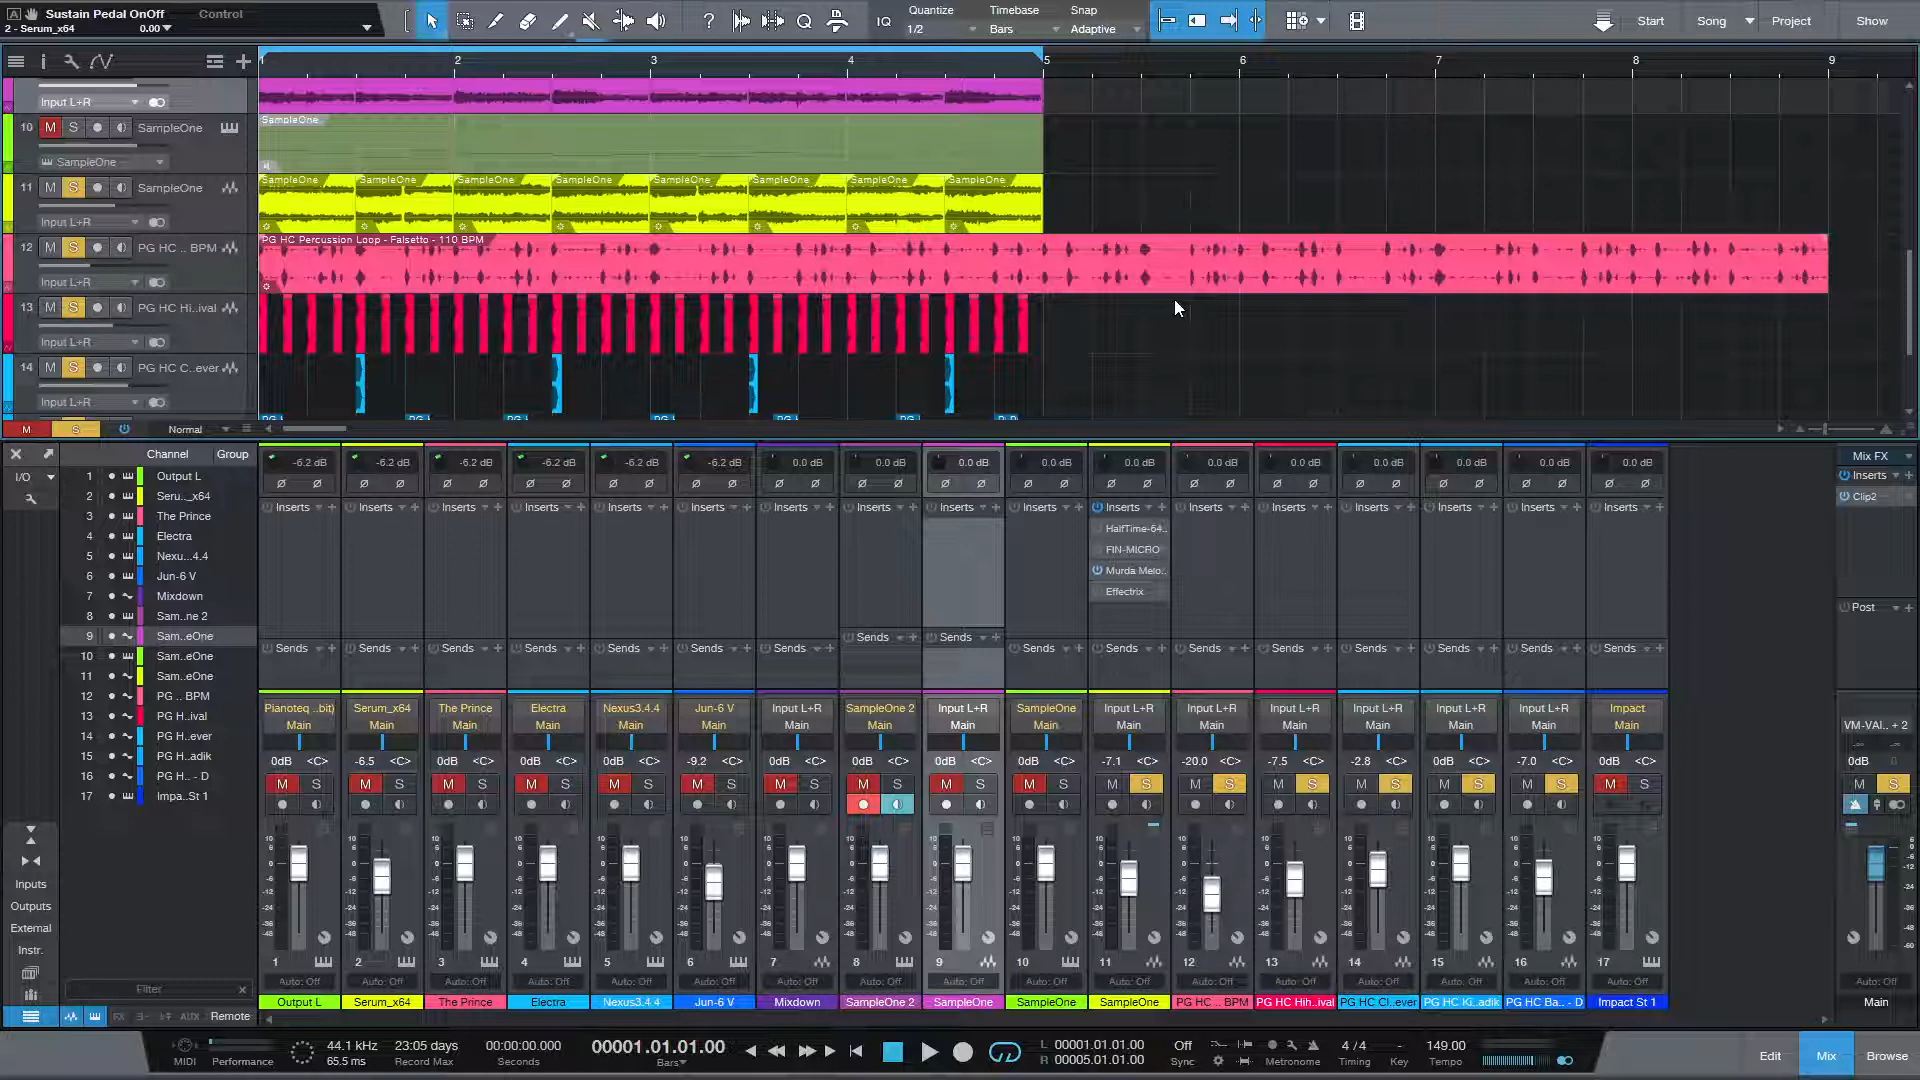 Sustain Pedal OnOff Control
2 - Serum_x64 0.00
IQ
Quantize
1/2
Timebase
Bars
Snap
Adaptive
Start
Song
Project
Show
2 3 4 5 6 7 8 9
Input L+R
10 M S SampleOne
SampleOne
SampleOne
11 M S SampleOne
Input L+R
SampleOne SampleOne SampleOne SampleOne SampleOne SampleOne SampleOne SampleOne
12 M S PG HC .. BPM
Input L+R
PG HC Percussion Loop - Falsetto - 110 BPM
13 M S PG HC Hi..ival
Input L+R
14 M S PG HC C..ever
Input L+R
M S Normal
Channel Group
I/O
1 Output L
2 Seru.._x64
3 The Prince
4 Electra
5 Nexu...4.4
6 Jun-6 V
7 Mixdown
8 Sam..ne 2
9 Sam..eOne
10 Sam..eOne
11 Sam..eOne
12 PG .. BPM
13 PG H..ival
14 PG H..ever
15 PG H..adik
16 PG H.. - D
17 Impa..St 1
Inputs
Outputs
External
Instr.
Filter
FX
AUX
Remote
-6.2 dB -6.2 dB -6.2 dB -6.2 dB -6.2 dB -6.2 dB 0.0 dB 0.0 dB 0.0 dB 0.0 dB 0.0 dB 0.0 dB 0.0 dB 0.0 dB 0.0 dB 0.0 dB 0.0 dB
Inserts Inserts Inserts Inserts Inserts Inserts Inserts Inserts Inserts Inserts Inserts Inserts Inserts Inserts Inserts Inserts Inserts
HalfTime-64..
FIN-MICRO
Murda Melo..
Effectrix
Sends Sends Sends Sends Sends Sends Sends Sends Sends Sends Sends Sends Sends Sends Sends Sends Sends
Pianoteq ..bit) Serum_x64 The Prince Electra Nexus3.4.4 Jun-6 V Input L+R SampleOne 2 Input L+R SampleOne Input L+R Input L+R Input L+R Input L+R Input L+R Input L+R Impact
Main Main Main Main Main Main Main Main Main Main Main Main Main Main Main Main Main
0dB <C> -6.5 <C> 0dB <C> 0dB <C> 0dB <C> -9.2 <C> 0dB <C> 0dB <C> 0dB <C> 0dB <C> -7.1 <C> -20.0 <C> -7.5 <C> -2.8 <C> 0dB <C> -7.0 <C> 0dB <C>
M S M S M S M S M S M S M S M S M S M S M S M S M S M S M S M S M S
1 2 3 4 5 6 7 8 9 10 11 12 13 14 15 16 17
Auto: Off Auto: Off Auto: Off Auto: Off Auto: Off Auto: Off Auto: Off Auto: Off Auto: Off Auto: Off Auto: Off Auto: Off Auto: Off Auto: Off Auto: Off Auto: Off Auto: Off
Output L Serum_x64 The Prince Electra Nexus3.4.4 Jun-6 V Mixdown SampleOne 2 SampleOne SampleOne SampleOne PG HC ... BPM PG HC Hih..ival PG HC Cl..ever PG HC Ki..adik PG HC Ba.. - D Impact St 1
Mix FX
Inserts
Clip2
Post
VM-VAI.. + 2
0dB
M S
Auto: Off
Main
MIDI
Performance
44.1 kHz
65.5 ms
23:05 days
Record Max
00:00:00.000
Seconds
00001.01.01.00
Bars
L 00001.01.01.00
R 00005.01.01.00
Off
Sync
Metronome
4 / 4
Timing
-
Key
149.00
Tempo
Edit
Mix
Browse